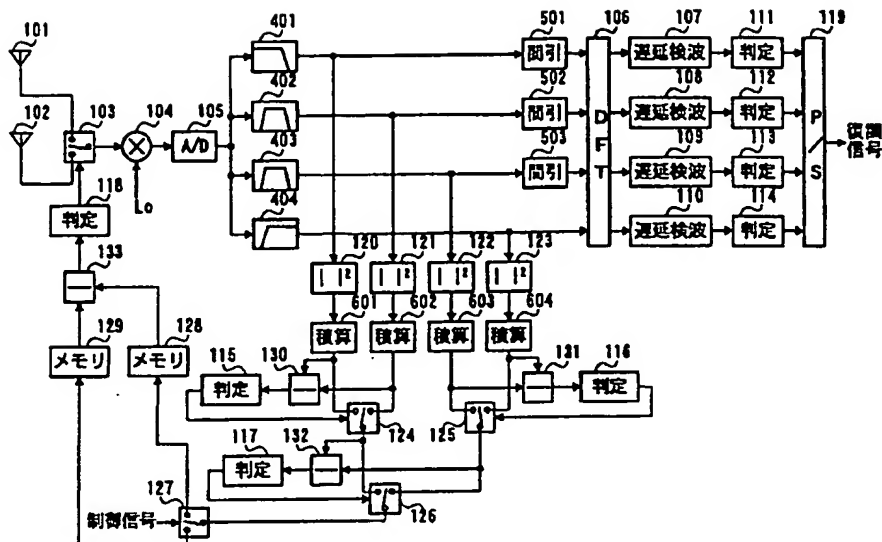 101
102
103
104
105
A/D
Lo
118
判定
133
129
メモリ
128
メモリ
401
402
403
404
501
間引
502
間引
503
間引
106
DFT
107
遅延検波
108
遅延検波
109
遅延検波
110
遅延検波
111
判定
112
判定
113
判定
114
判定
119
P/S
復調
信号
120
| |²
121
| |²
122
| |²
123
| |²
601
積算
602
積算
603
積算
604
積算
115
判定
130
124
125
131
116
判定
117
判定
132
126
127
制御信号